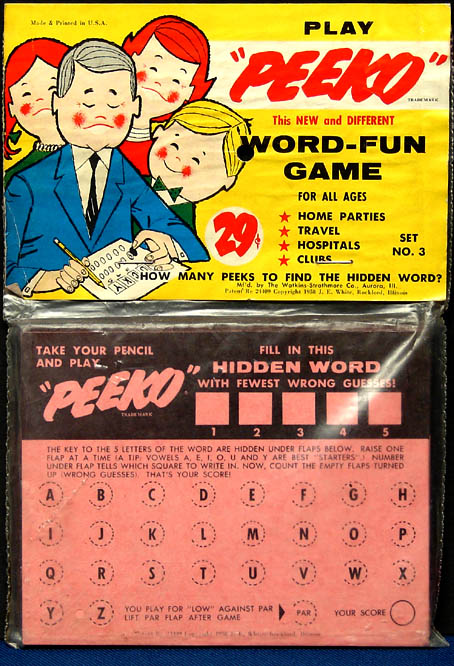 Made & Printed in U.S.A.
PLAY
"PEEKO"
TRADEMARK
This NEW and DIFFERENT
WORD-FUN
GAME
FOR ALL AGES
★ HOME PARTIES
★ TRAVEL
★ HOSPITALS
★ CLUBS
29¢
SET
NO. 3
HOW MANY PEEKS TO FIND THE HIDDEN WORD?
Mf'd. by The Watkins-Strathmore Co., Aurora, Ill.
Patent Re 24409 Copyright 1958 J. E. White, Rockford, Illinois
TAKE YOUR PENCIL
AND PLAY
"PEEKO"
TRADEMARK
FILL IN THIS
HIDDEN WORD
WITH FEWEST WRONG GUESSES!
1 2 3 4 5
THE KEY TO THE 5 LETTERS OF THE WORD ARE HIDDEN UNDER FLAPS BELOW. RAISE ONE
FLAP AT A TIME (A TIP: VOWELS A, E, I, O, U AND Y ARE BEST "STARTERS"). NUMBER
UNDER FLAP TELLS WHICH SQUARE TO WRITE IN. NOW, COUNT THE EMPTY FLAPS TURNED
UP (WRONG GUESSES). THAT'S YOUR SCORE!
A B C D E F G H
I J K L M N O P
Q R S T U V W X
Y Z YOU PLAY FOR "LOW" AGAINST PAR
LIFT PAR FLAP AFTER GAME
PAR
YOUR SCORE